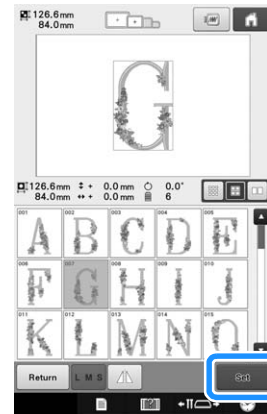 126.6mm
84.0mm
G
126.6mm 0.0mm 0.0°
84.0mm 0.0mm 6
001 002 003 004 005
A B C D E
006 007 008 009 010
F G H I J
011 012 013 014 015
K L M N O
Return L M S Set